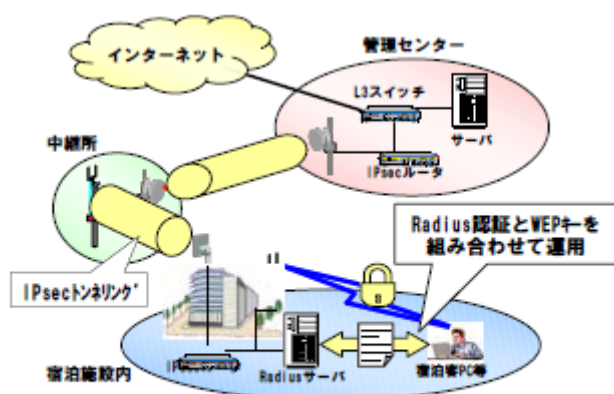 インターネット
管理センター
L3スイッチ
サーバ
IPsecルータ
中継所
Radius認証とWEPキーを
組み合わせて運用
IPsecトンネリング
宿泊施設内
Radiusサーバ
宿泊客PC等